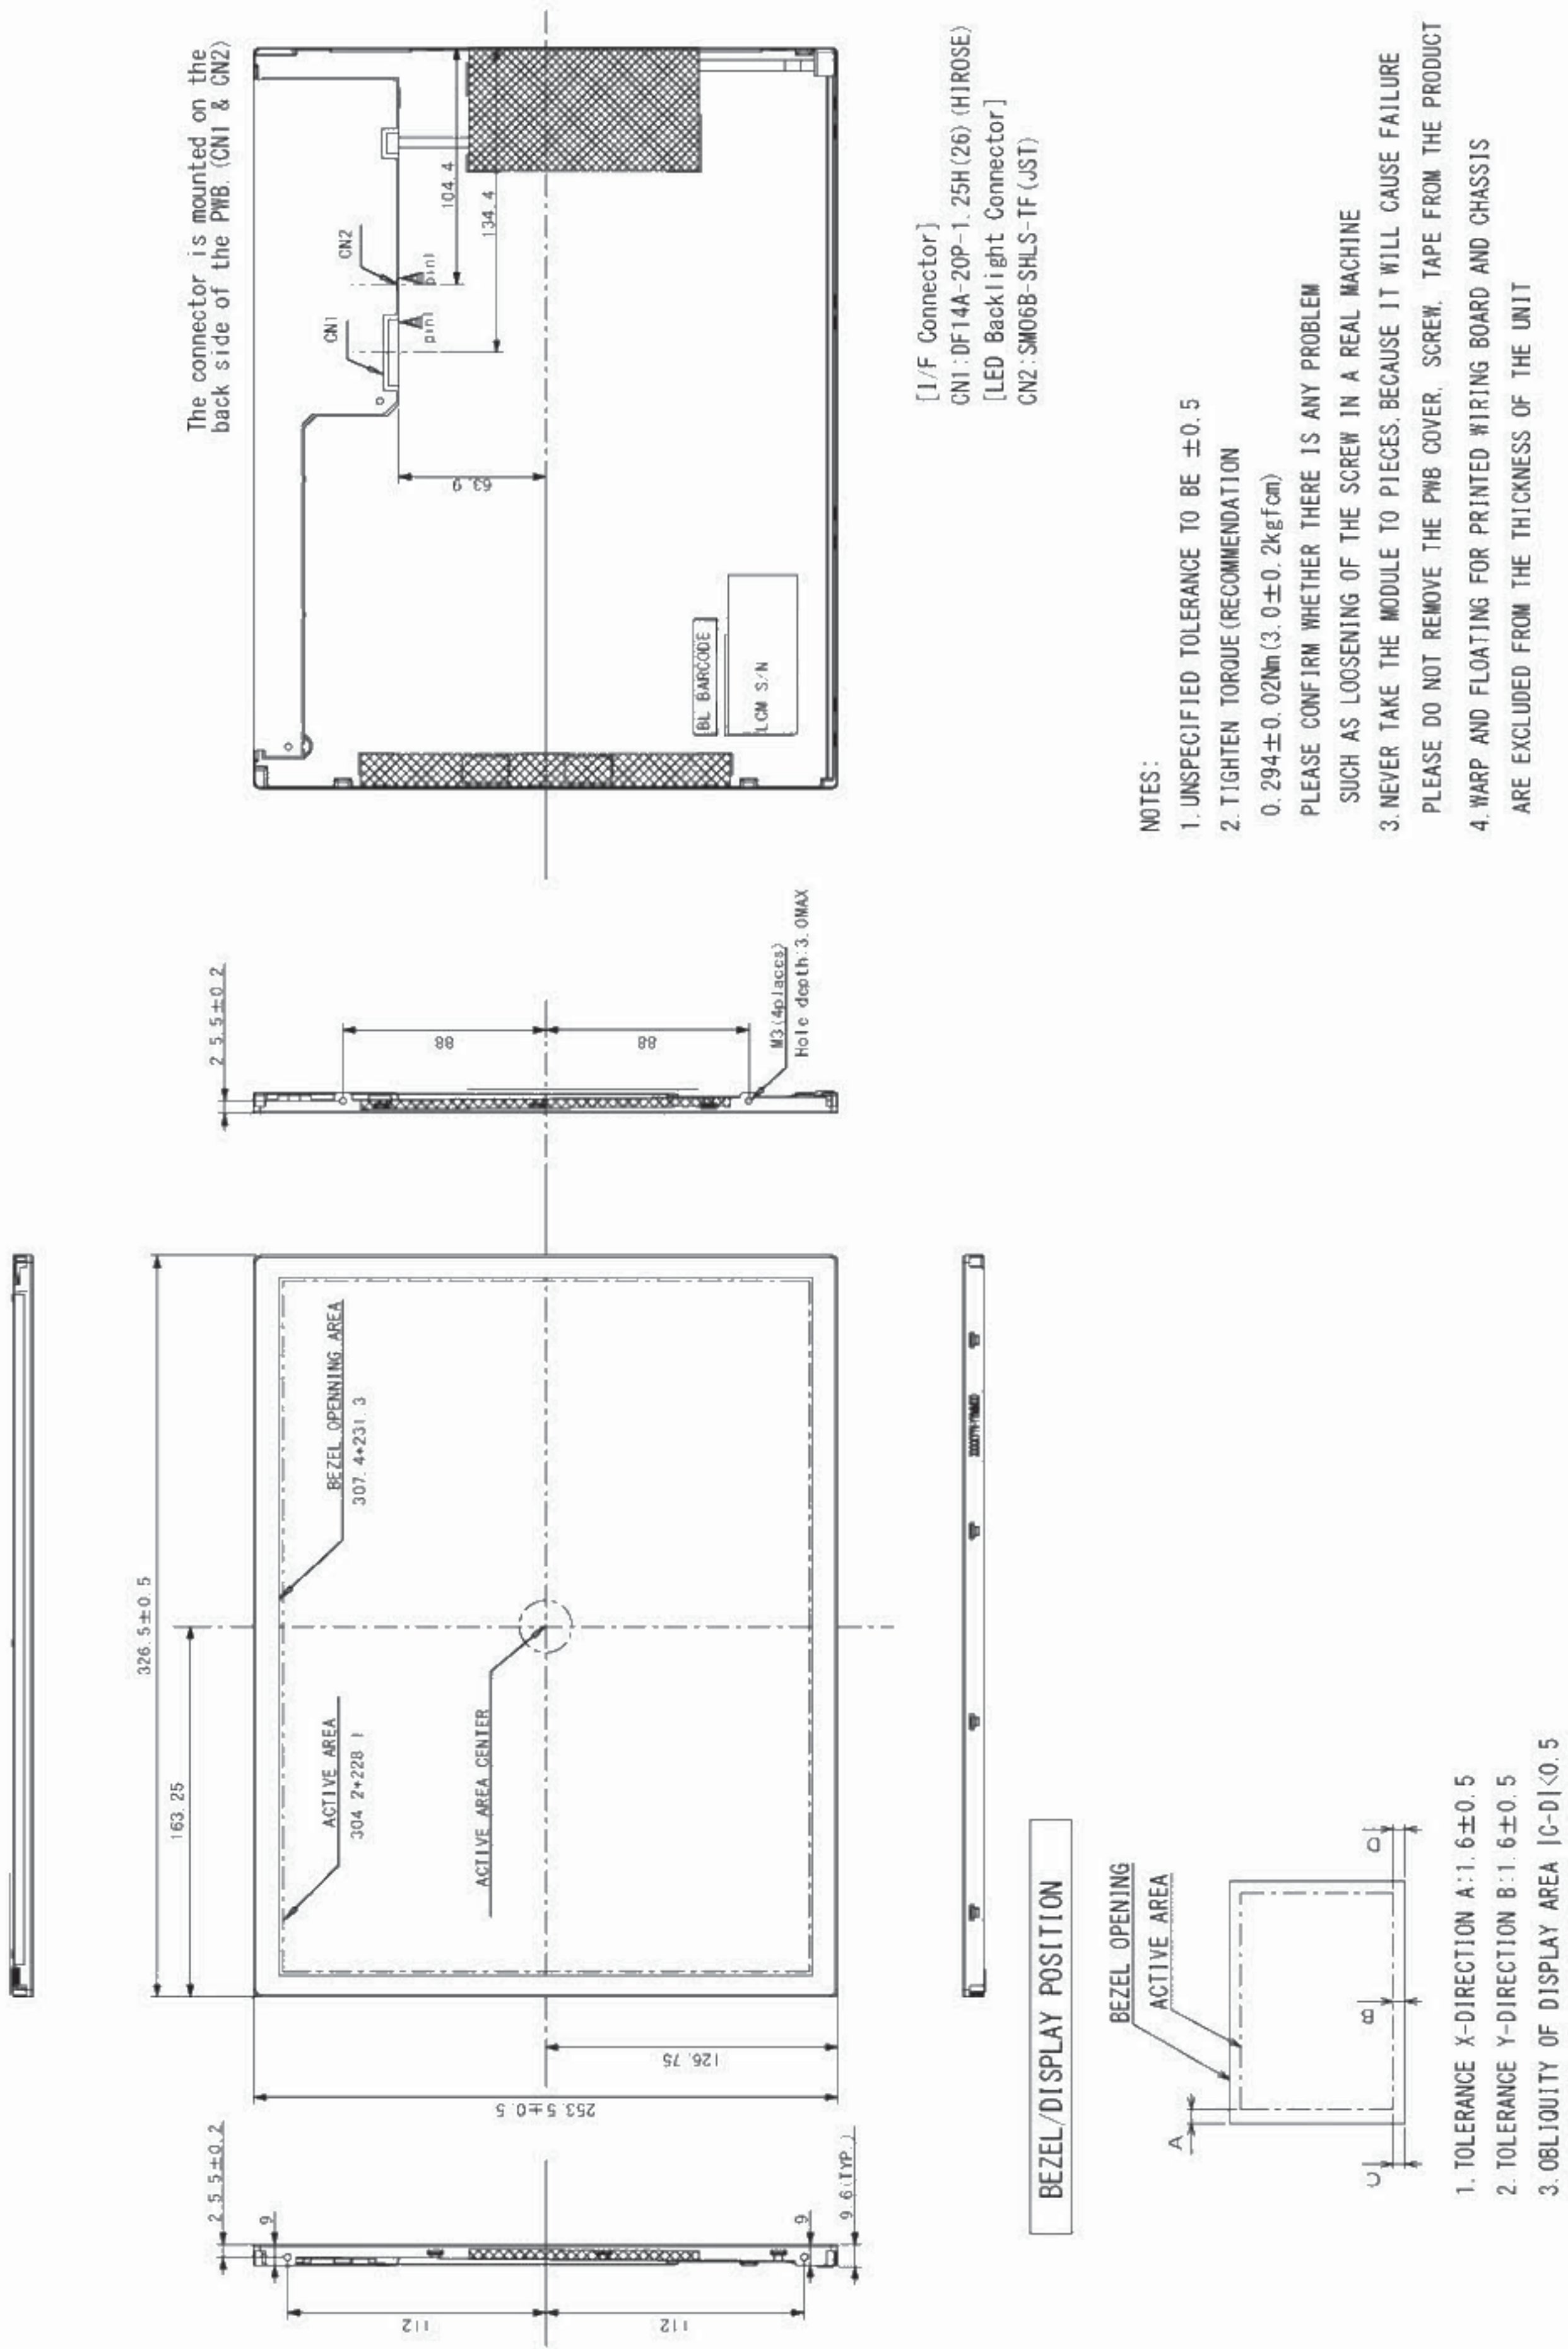 326.5±0.5
163.25
253.5±0.5
126.75
ACTIVE AREA
304 2*228 1
BEZEL OPENNING AREA
307.4*231.3
ACTIVE AREA CENTER
2 5.5±0.2
9
9
9.6(TYP.)
112
112
2 5.5±0.2
88
88
M3(4places)
Hole depth:3.0MAX
The connector is mounted on the
back side of the PWB.(CN1 & CN2)
CN1
CN2
pin1
pin1
104.4
134.4
63.9
BL BARCODE
LCM S/N
[I/F Connector]
CN1:DF14A-20P-1.25H(26)(HIROSE)
[LED Backlight Connector]
CN2:SM06B-SHLS-TF(JST)
BEZEL/DISPLAY POSITION
BEZEL OPENING
ACTIVE AREA
A
B
C
D
1.TOLERANCE X-DIRECTION A:1.6±0.5
2.TOLERANCE Y-DIRECTION B:1.6±0.5
3.OBLIQUITY OF DISPLAY AREA |C-D|<0.5
NOTES:
1.UNSPECIFIED TOLERANCE TO BE ±0.5
2.TIGHTEN TORQUE(RECOMMENDATION
0.294±0.02Nm(3.0±0.2kgfcm)
PLEASE CONFIRM WHETHER THERE IS ANY PROBLEM
SUCH AS LOOSENING OF THE SCREW IN A REAL MACHINE
3.NEVER TAKE THE MODULE TO PIECES.BECAUSE IT WILL CAUSE FAILURE
PLEASE DO NOT REMOVE THE PWB COVER. SCREW. TAPE FROM THE PRODUCT
4.WARP AND FLOATING FOR PRINTED WIRING BOARD AND CHASSIS
ARE EXCLUDED FROM THE THICKNESS OF THE UNIT